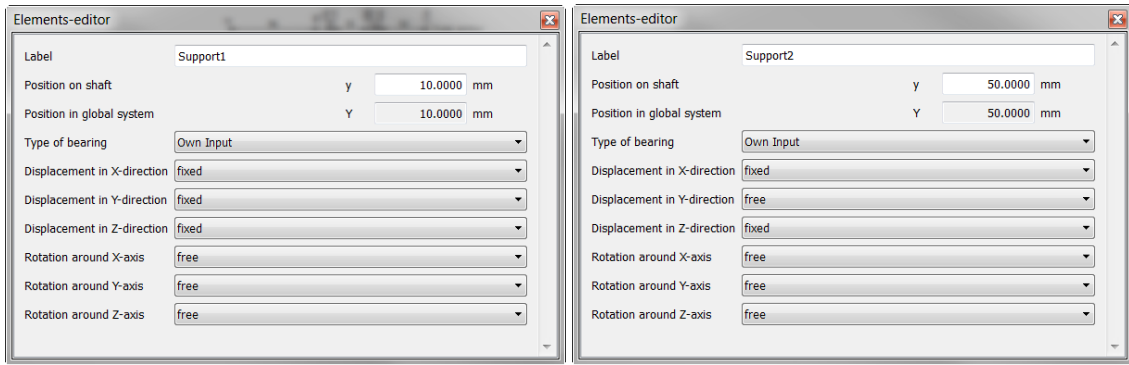 Elements-editor
Label Support1
Position on shaft y 10.0000 mm
Position in global system Y 10.0000 mm
Type of bearing Own Input
Displacement in X-direction fixed
Displacement in Y-direction fixed
Displacement in Z-direction fixed
Rotation around X-axis free
Rotation around Y-axis free
Rotation around Z-axis free
Elements-editor
Label Support2
Position on shaft y 50.0000 mm
Position in global system Y 50.0000 mm
Type of bearing Own Input
Displacement in X-direction fixed
Displacement in Y-direction free
Displacement in Z-direction fixed
Rotation around X-axis free
Rotation around Y-axis free
Rotation around Z-axis free